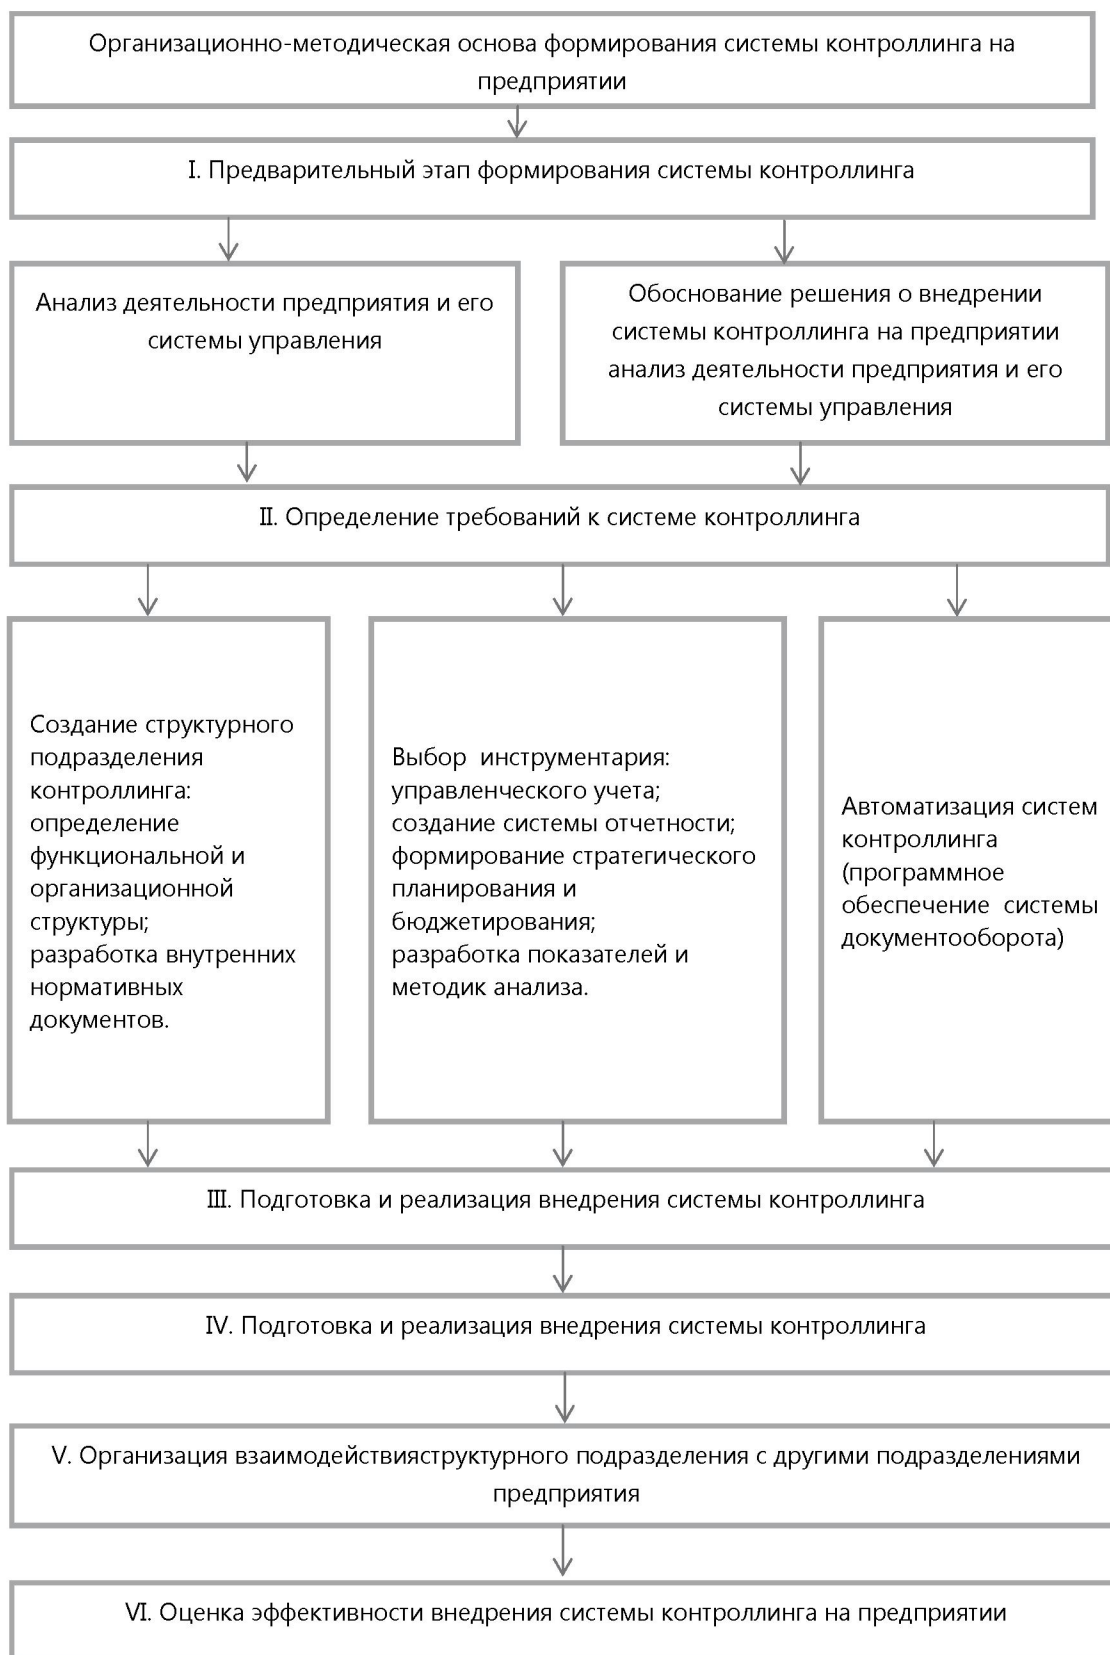 Организационно-методическая основа формирования системы контроллинга на
предприятии
I. Предварительный этап формирования системы контроллинга
Анализ деятельности предприятия и его
системы управления
Обоснование решения о внедрении
системы контроллинга на предприятии
анализ деятельности предприятия и его
системы управления
II. Определение требований к системе контроллинга
Создание структурного
подразделения
контроллинга:
определение
функциональной и
организационной
структуры;
разработка внутренних
нормативных
документов.
Выбор инструментария:
управленческого учета;
создание системы отчетности;
формирование стратегического
планирования и
бюджетирования;
разработка показателей и
методик анализа.
Автоматизация систем
контроллинга
(программное
обеспечение системы
документооборота)
III. Подготовка и реализация внедрения системы контроллинга
IV. Подготовка и реализация внедрения системы контроллинга
V. Организация взаимодействияструктурного подразделения с другими подразделениями
предприятия
VI. Оценка эффективности внедрения системы контроллинга на предприятии